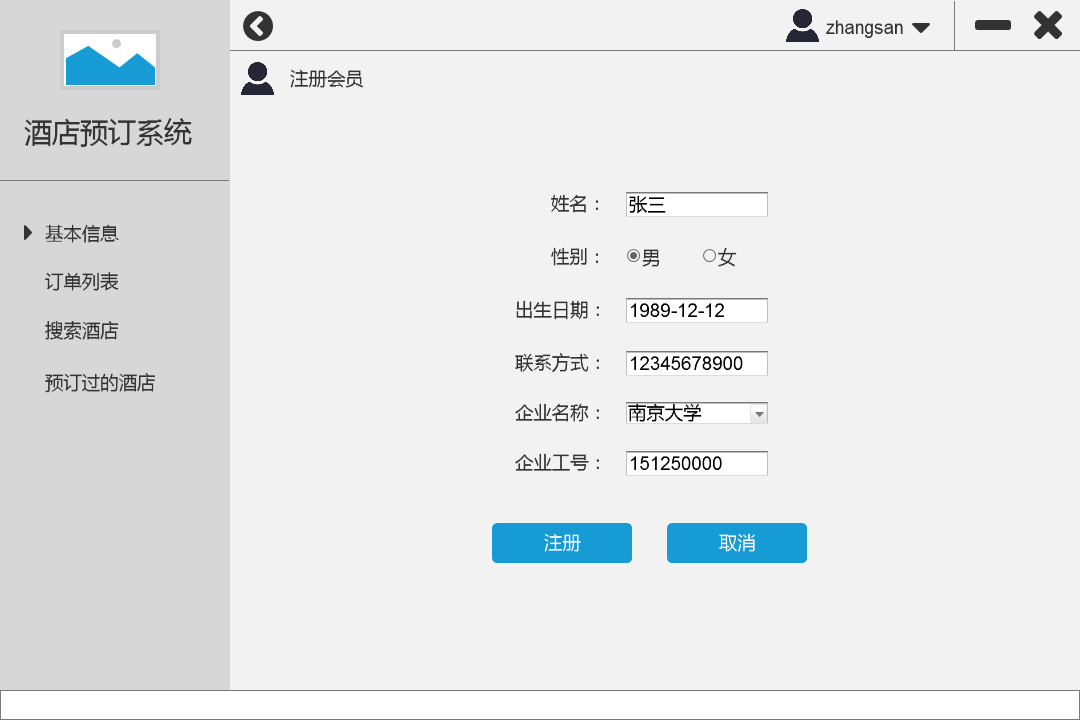 zhangsan
注册会员
酒店预订系统
基本信息
订单列表
搜索酒店
预订过的酒店
姓名： 张三
性别： 男 女
出生日期： 1989-12-12
联系方式： 12345678900
企业名称： 南京大学
企业工号： 151250000
注册 取消